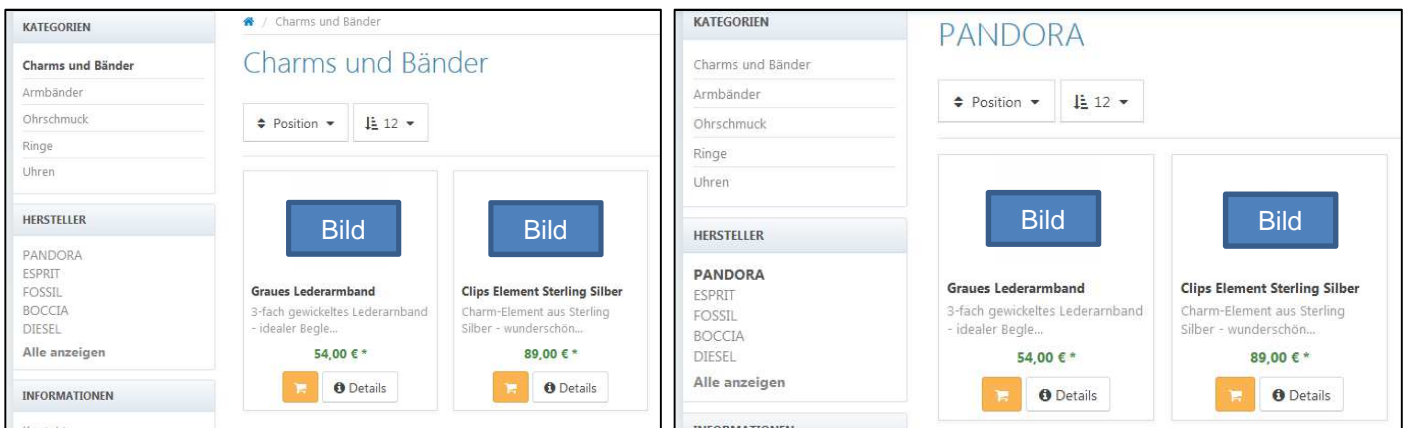 KATEGORIEN
Charms und Bänder
Armbänder
Ohrschmuck
Ringe
Uhren
HERSTELLER
PANDORA
ESPRIT
FOSSIL
BOCCIA
DIESEL
Alle anzeigen
INFORMATIONEN
/ Charms und Bänder
Charms und Bänder
Position 12
Bild Bild
Graues Lederarmband
3-fach gewickeltes Lederarnband
- idealer Begle...
54,00 € *
Details
Clips Element Sterling Silber
Charm-Element aus Sterling
Silber - wunderschön...
89,00 € *
Details
KATEGORIEN
Charms und Bänder
Armbänder
Ohrschmuck
Ringe
Uhren
HERSTELLER
PANDORA
ESPRIT
FOSSIL
BOCCIA
DIESEL
Alle anzeigen
INFORMATIONEN
PANDORA
Position 12
Bild Bild
Graues Lederarmband
3-fach gewickeltes Lederarnband
- idealer Begle...
54,00 € *
Details
Clips Element Sterling Silber
Charm-Element aus Sterling
Silber - wunderschön...
89,00 € *
Details